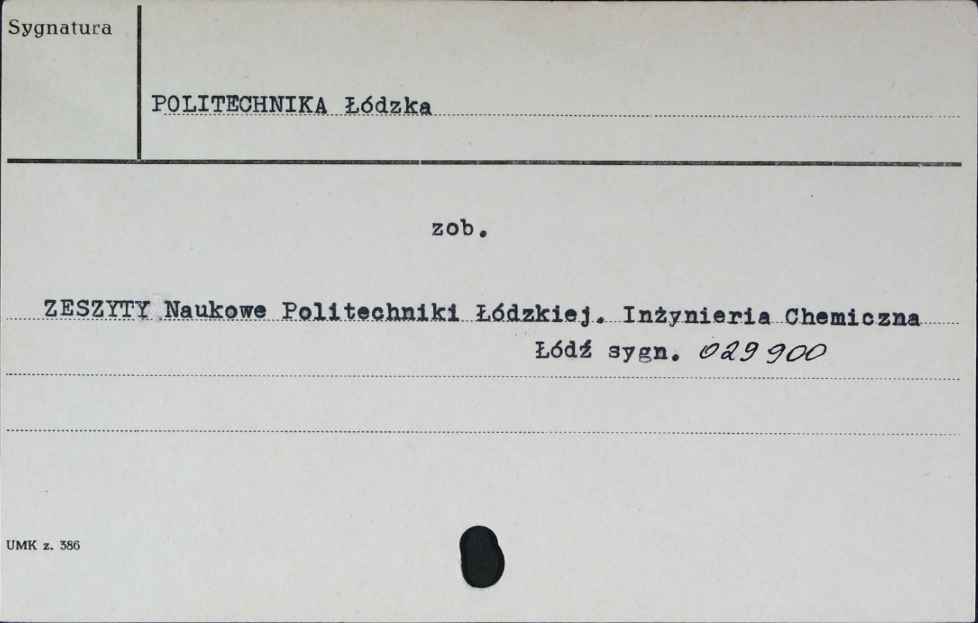 Sygnatura
POLITECHNIKA Łódzka
zob.
ZESZYTY Naukowe Politechniki Łódzkiej. Inżynieria Chemiczna
Łódź sygn. 029900
UMK z. 386